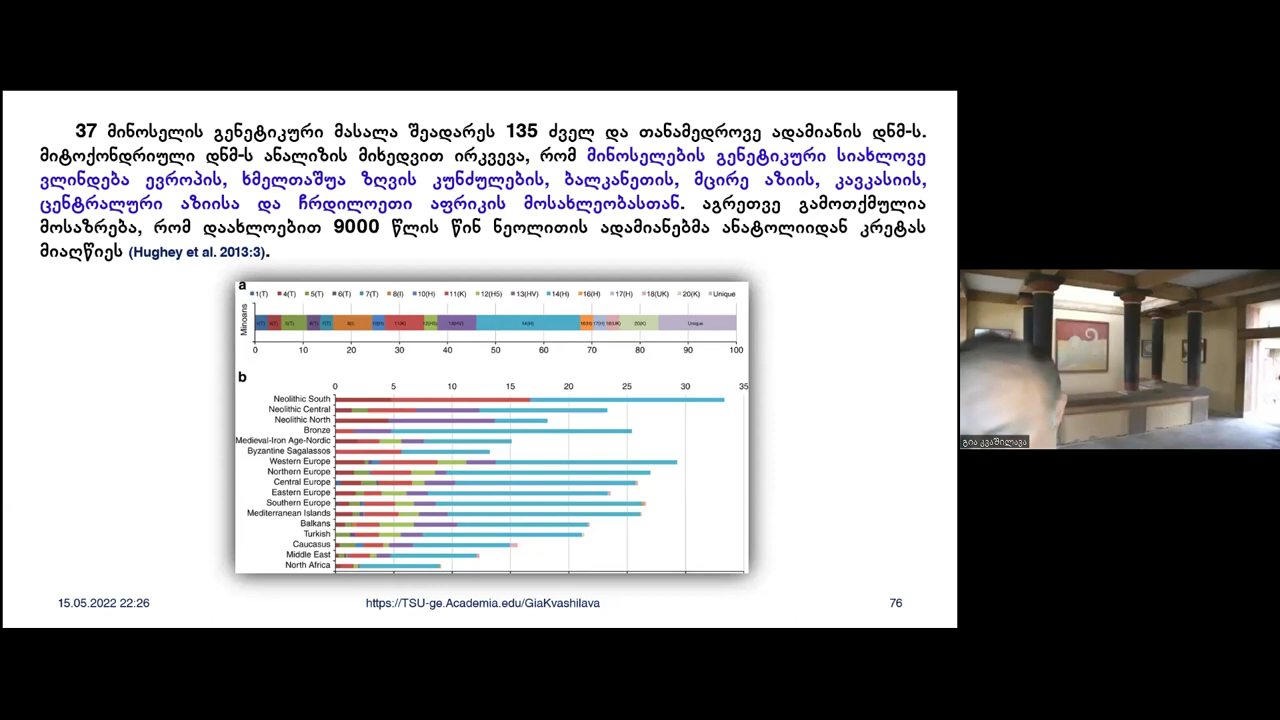 37 მინოსელის გენეტიკური მასალა შეადარეს 135 ძველ და თანამედროვე ადამიანის დნმ-ს.
მიტოქონდრიული დნმ-ს ანალიზის მიხედვით ირკვევა, რომ მინოსელების გენეტიკური სიახლოვე
ვლინდება ევროპის, ხმელთაშუა ზღვის კუნძულების, ბალკანეთის, მცირე აზიის, კავკასიის,
ცენტრალური აზიისა და ჩრდილოეთი აფრიკის მოსახლეობასთან. აგრეთვე გამოთქმულია
მოსაზრება, რომ დაახლოებით 9000 წლის წინ ნეოლითის ადამიანებმა ანატოლიიდან კრეტას
მიაღწიეს (Hughey et al. 2013:3).
a
1(T) 4(T) 5(T) 6(T) 7(T) 8(I) 10(H) 11(K) 12(H5) 13(HV) 14(H) 16(H) 17(H) 18(UK) 20(K) Unique
Minoans
0 10 20 30 40 50 60 70 80 90 100
b
0 5 10 15 20 25 30 35
Neolithic South
Neolithic Central
Neolithic North
Bronze
Medieval-Iron Age-Nordic
Byzantine Sagalassos
Western Europe
Northern Europe
Central Europe
Eastern Europe
Southern Europe
Mediterranean Islands
Balkans
Turkish
Caucasus
Middle East
North Africa
15.05.2022 22:26 https://TSU-ge.Academia.edu/GiaKvashilava 76
გია კვაშილავა